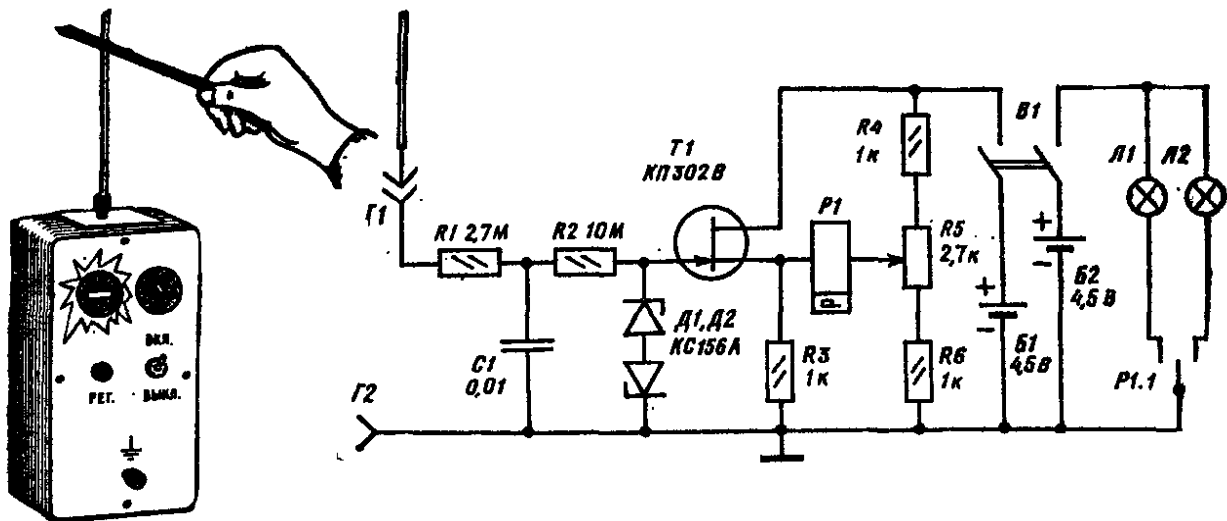 ВКЛ.
РЕГ.
ВЫКЛ.
Г1
R1 2,7М
R2 10М
C1
0,01
Г2
Т1
КП302В
Д1,Д2
КС156А
Р1
R3
1к
R4
1к
R5
2,7к
R6
1к
В1
+
-
Б1
4,5В
+
-
Б2
4,5В
Л1
Л2
Р1.1